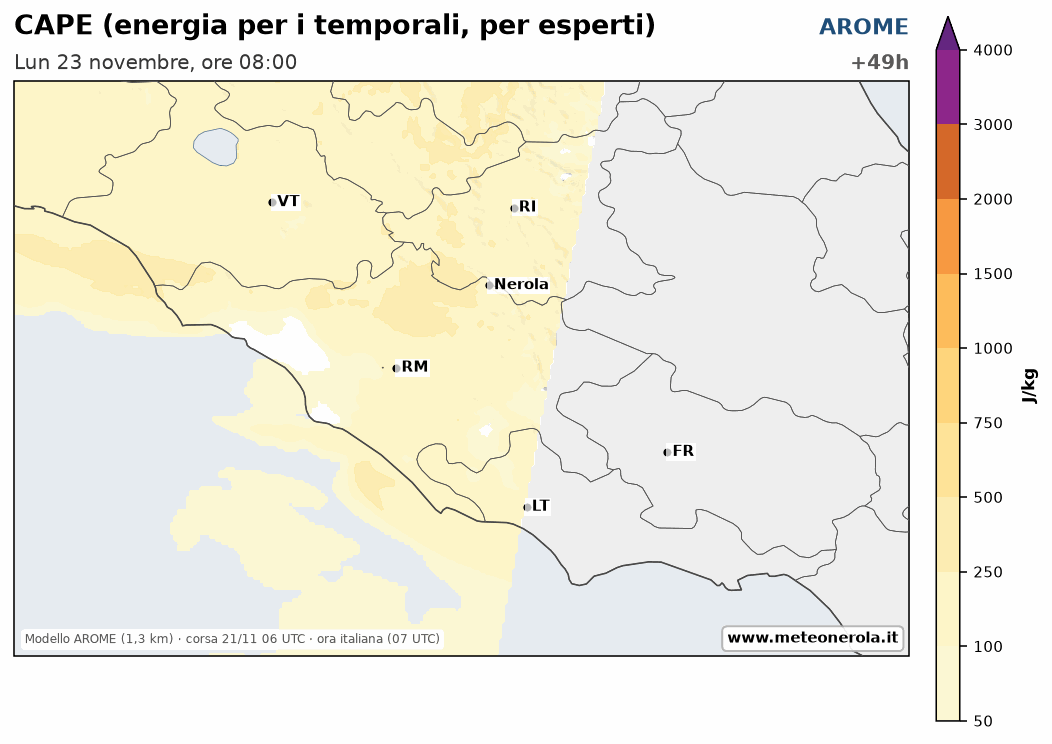 CAPE (energia per i temporali, per esperti)
AROME
Lun 23 novembre, ore 08:00
+49h
4000
3000
2000
1500
1000
750
500
250
100
50
J/kg
VT
RI
Nerola
RM
FR
LT
Modello AROME (1,3 km) · corsa 21/11 06 UTC · ora italiana (07 UTC)
www.meteonerola.it